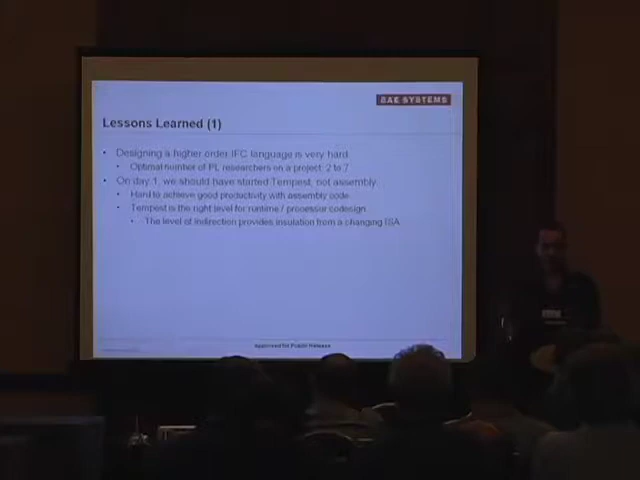 BAE SYSTEMS
Lessons Learned (1)
• Designing a higher order IFC language is very hard
• Optimal number of PL researchers on a project: 2 to 7
• On day 1, we should have started Tempest, not assembly
• Hard to achieve good productivity with assembly code
• Tempest is the right level for runtime / processor codesign
• The level of indirection provides insulation from a changing ISA
Approved for Public Release